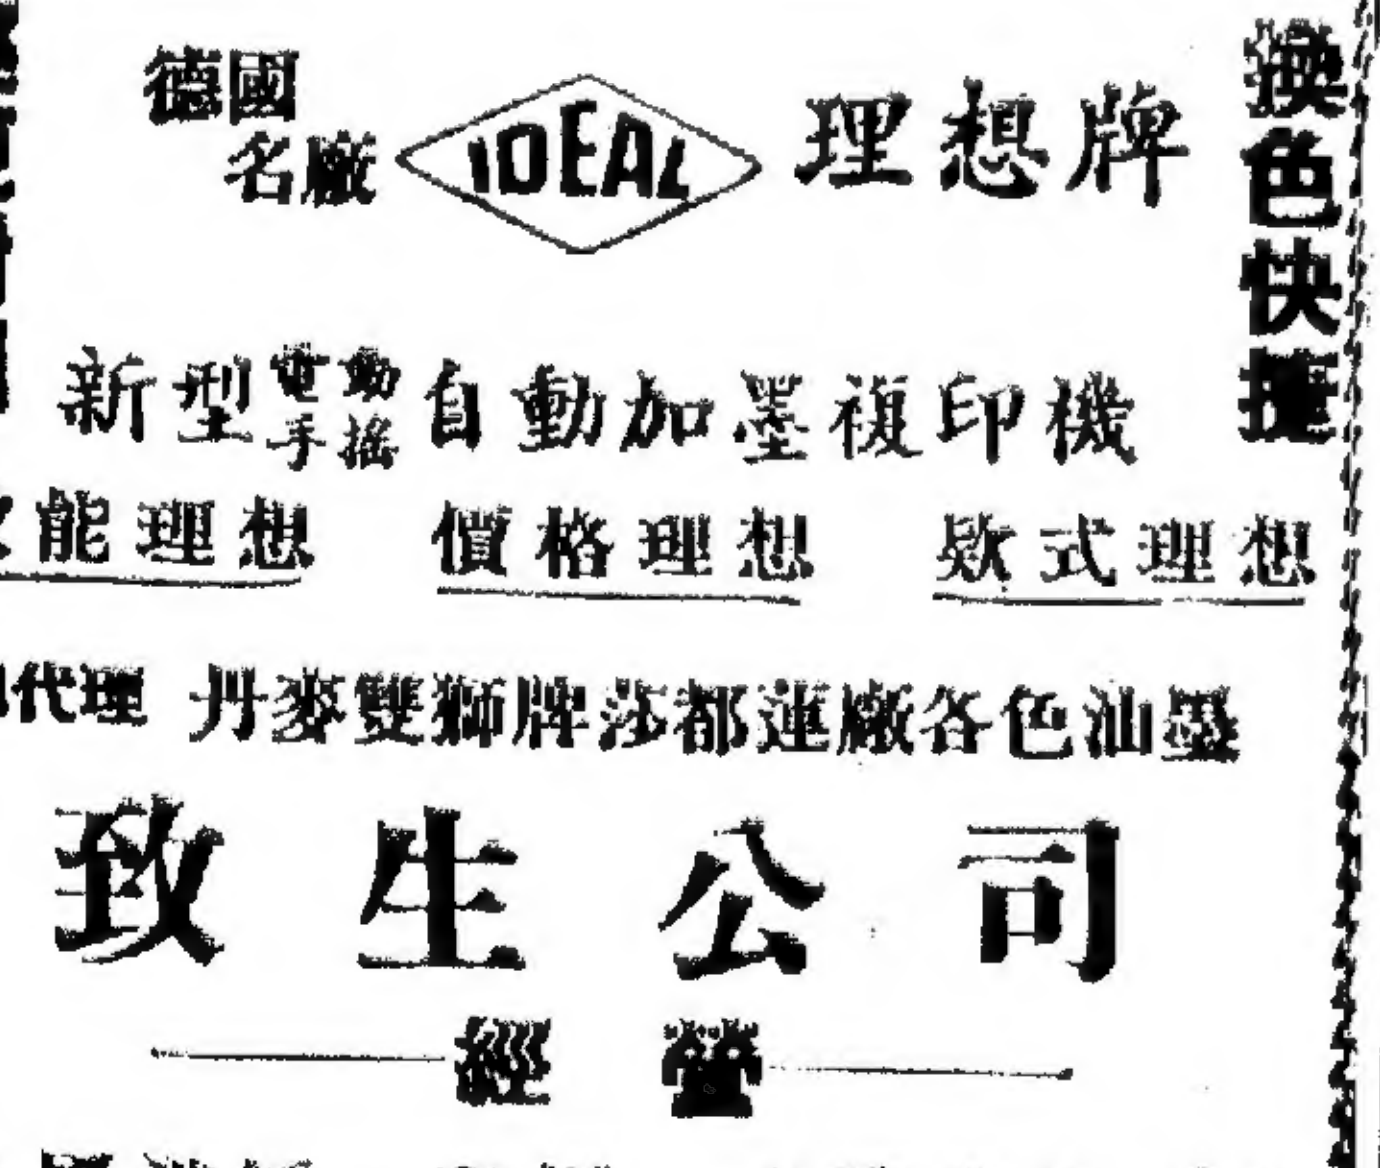 德國
名廠 IDEAL 理想牌
換色快捷
新型電動手搖自動加墨複印機
能理想 價格理想 欵式理想
代理 丹麥雙獅牌莎都蓮廠各色油墨
致生公司
經營